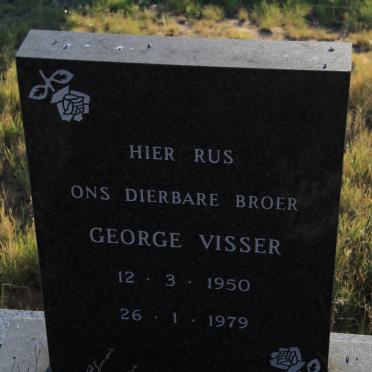 HIER RUS
ONS DIERBARE BROER
GEORGE VISSER
12 · 3 · 1950
26 · 1 · 1979